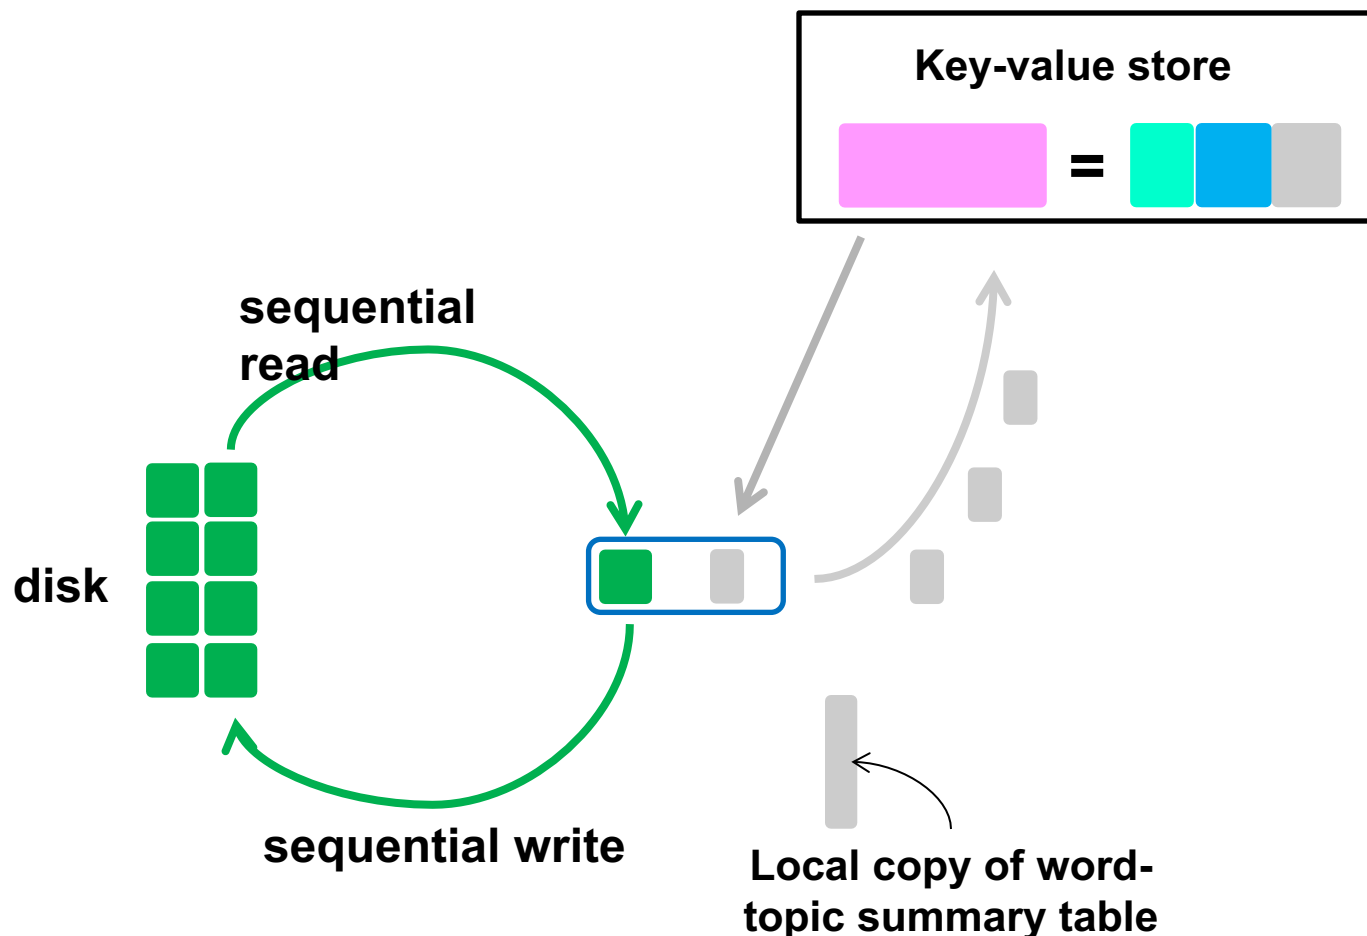 Key-value store
=
sequential
read
disk
sequential write
Local copy of word-
topic summary table